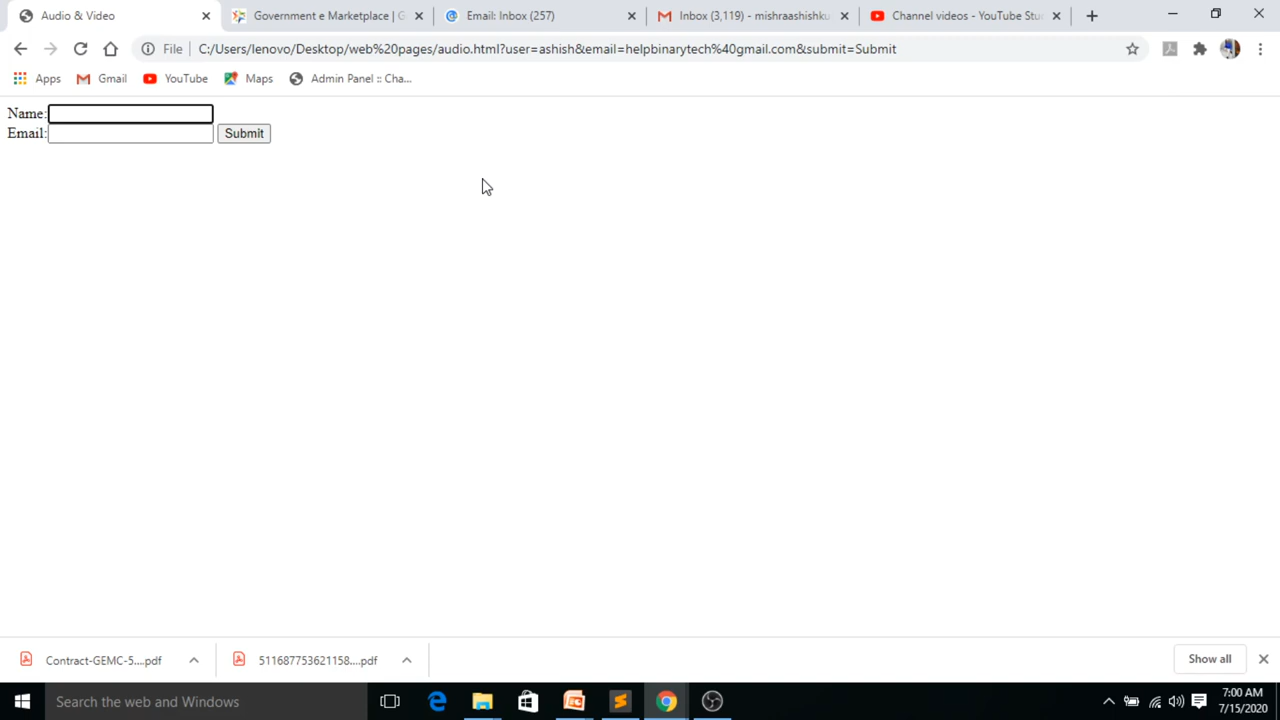 Audio & Video
Government e Marketplace | G
Email: Inbox (257)
Inbox (3,119) - mishraashishku
Channel videos - YouTube Stu
File
C:/Users/lenovo/Desktop/web%20pages/audio.html?user=ashish&email=helpbinarytech%40gmail.com&submit=Submit
Apps
Gmail
YouTube
Maps
Admin Panel :: Cha...
Name:
Email:
Submit
Contract-GEMC-5....pdf
511687753621158....pdf
Show all
Search the web and Windows
7:00 AM
7/15/2020